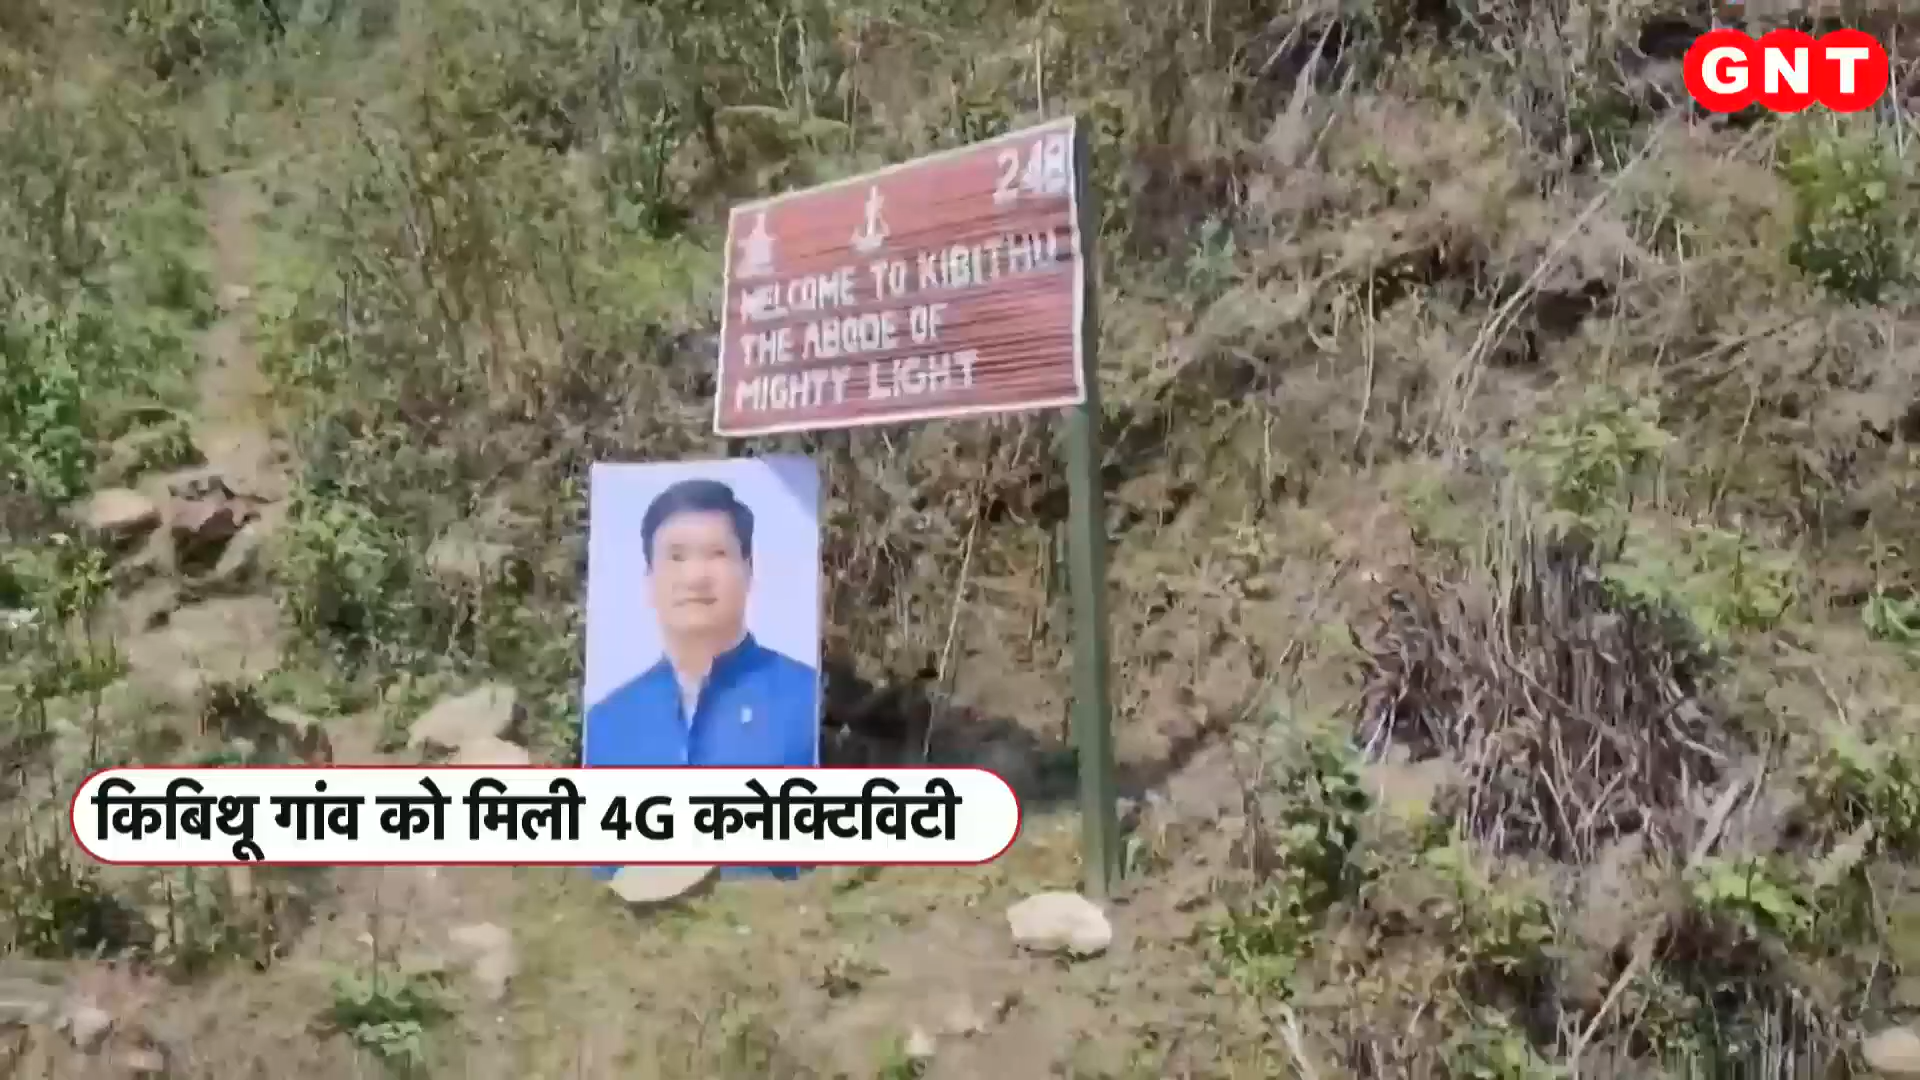 GNT
248
WELCOME TO KIBITHU
THE ABODE OF
MIGHTY LIGHT
किबिथू गांव को मिली 4G कनेक्टिविटी